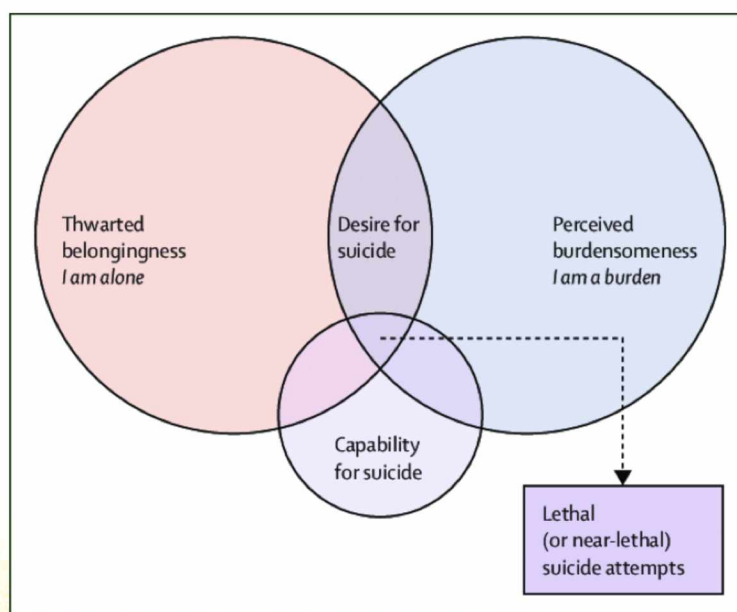 Thwarted
belongingness
I am alone
Desire for
suicide
Perceived
burdensomeness
I am a burden
Capability
for suicide
Lethal
(or near-lethal)
suicide attempts